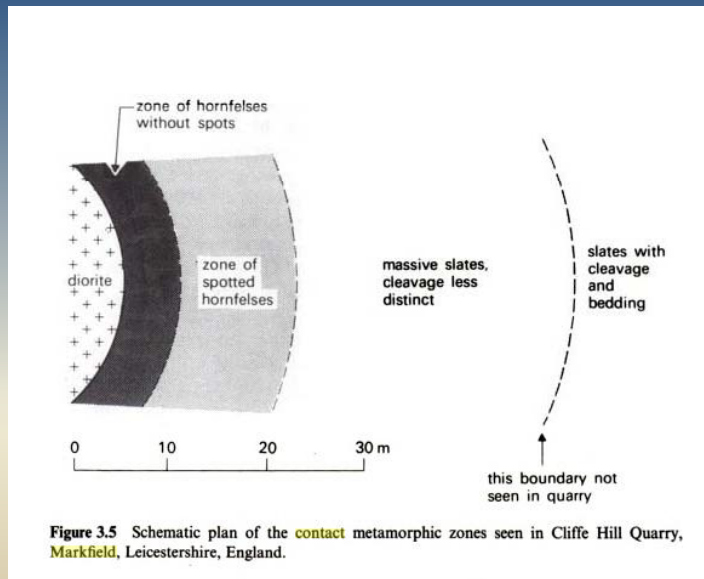 zone of hornfelses
without spots
diorite
zone of
spotted
hornfelses
massive slates,
cleavage less
distinct
slates with
cleavage
and
bedding
0 10 20 30 m
this boundary not
seen in quarry
Figure 3.5 Schematic plan of the contact metamorphic zones seen in Cliffe Hill Quarry,
Markfield, Leicestershire, England.